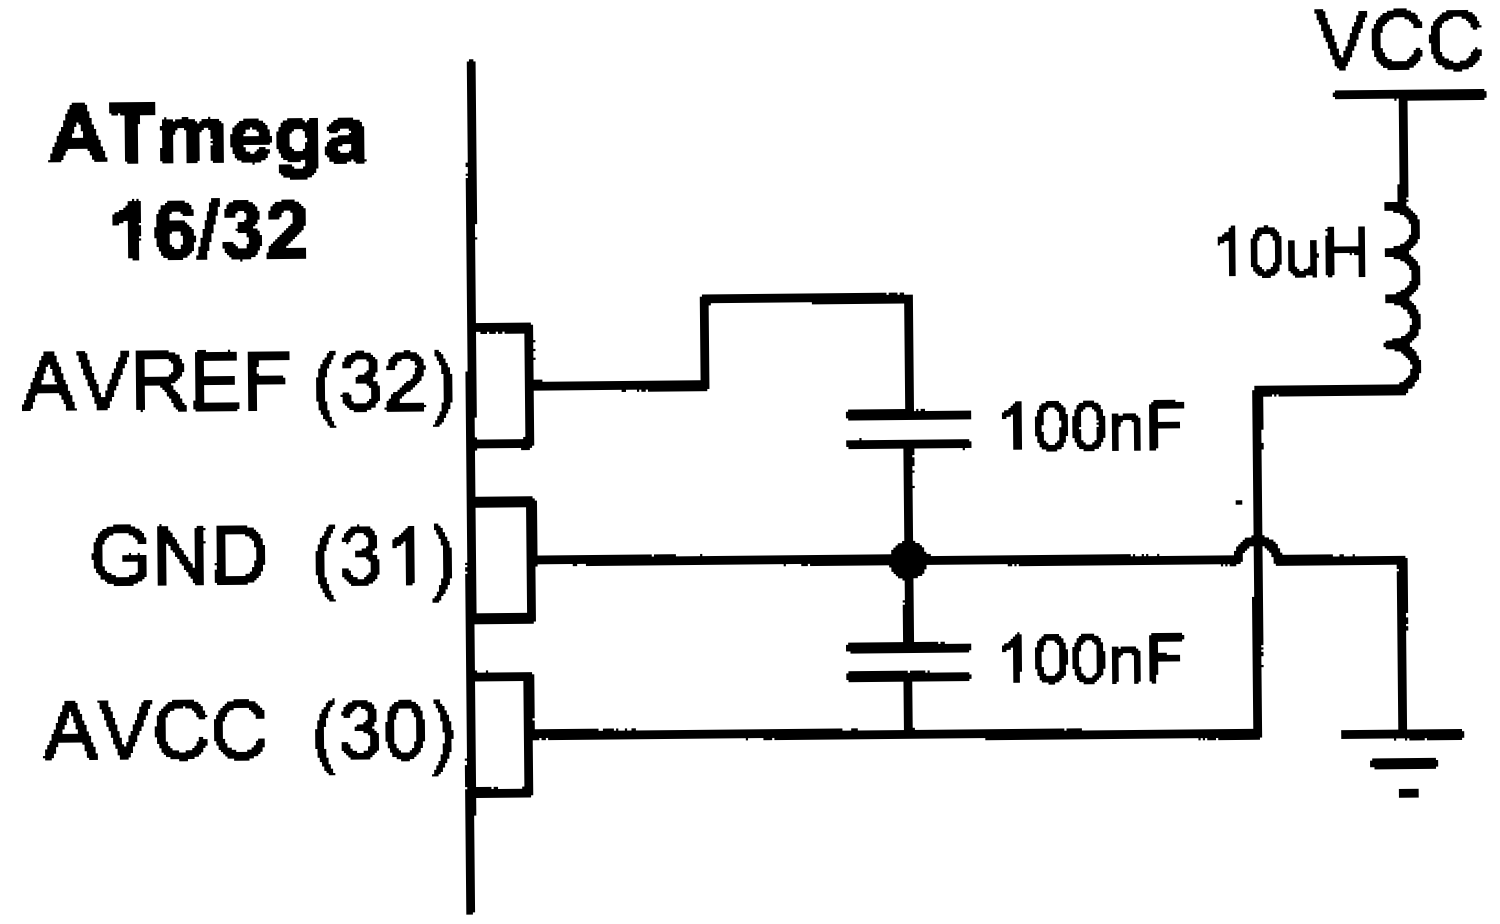 VCC
ATmega
16/32
10uH
AVREF (32)
100nF
GND (31)
100nF
AVCC (30)